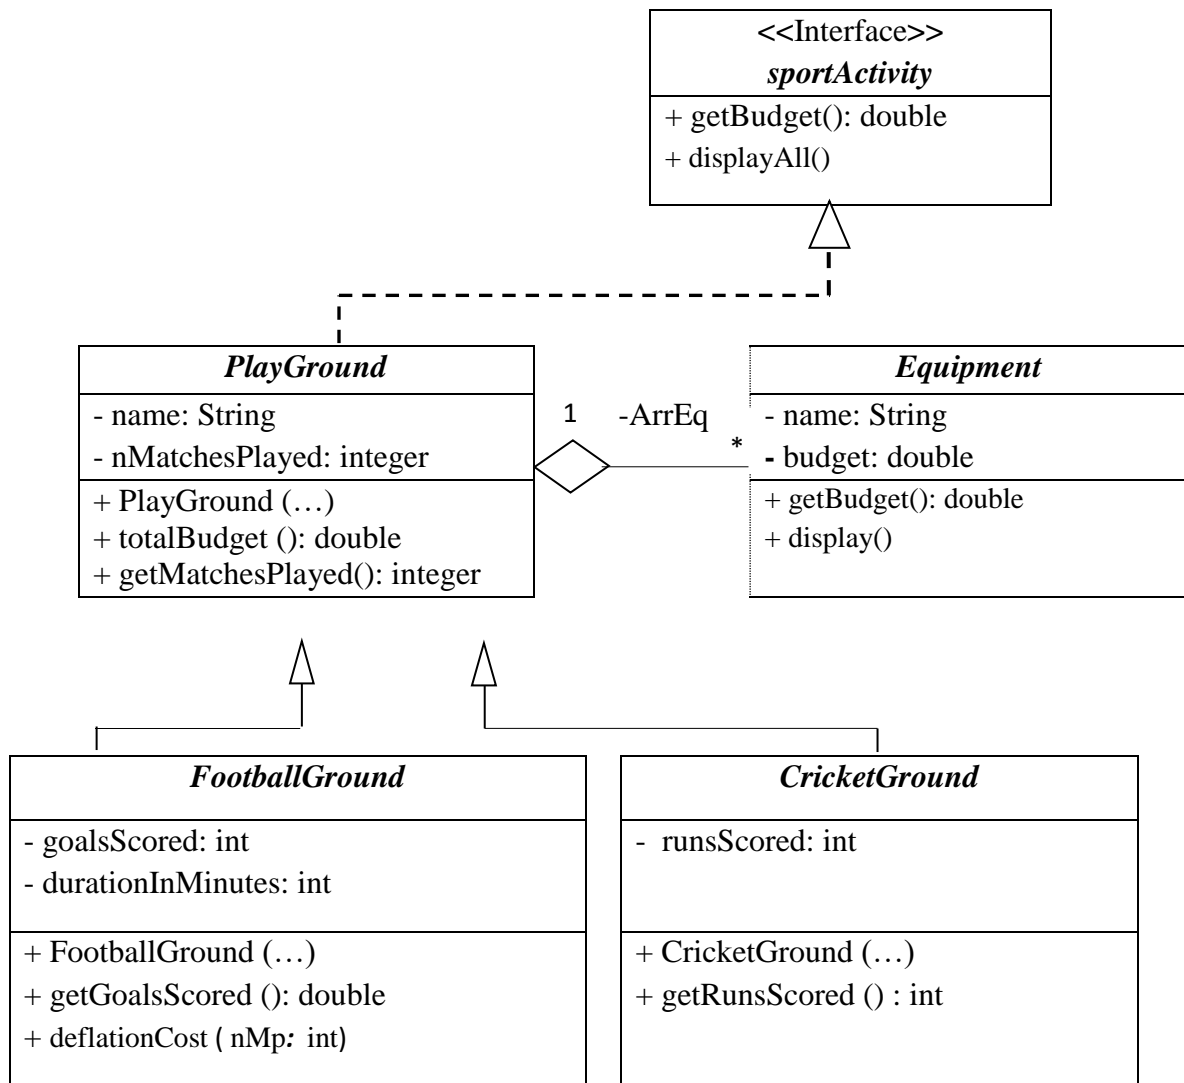 <<Interface>>
sportActivity
+ getBudget(): double
+ displayAll()
PlayGround
- name: String
- nMatchesPlayed: integer
+ PlayGround (…)
+ totalBudget (): double
+ getMatchesPlayed(): integer
1
-ArrEq
*
Equipment
- name: String
- budget: double
+ getBudget(): double
+ display()
FootballGround
- goalsScored: int
- durationInMinutes: int
+ FootballGround (…)
+ getGoalsScored (): double
+ deflationCost ( nMp: int)
CricketGround
- runsScored: int
+ CricketGround (…)
+ getRunsScored () : int